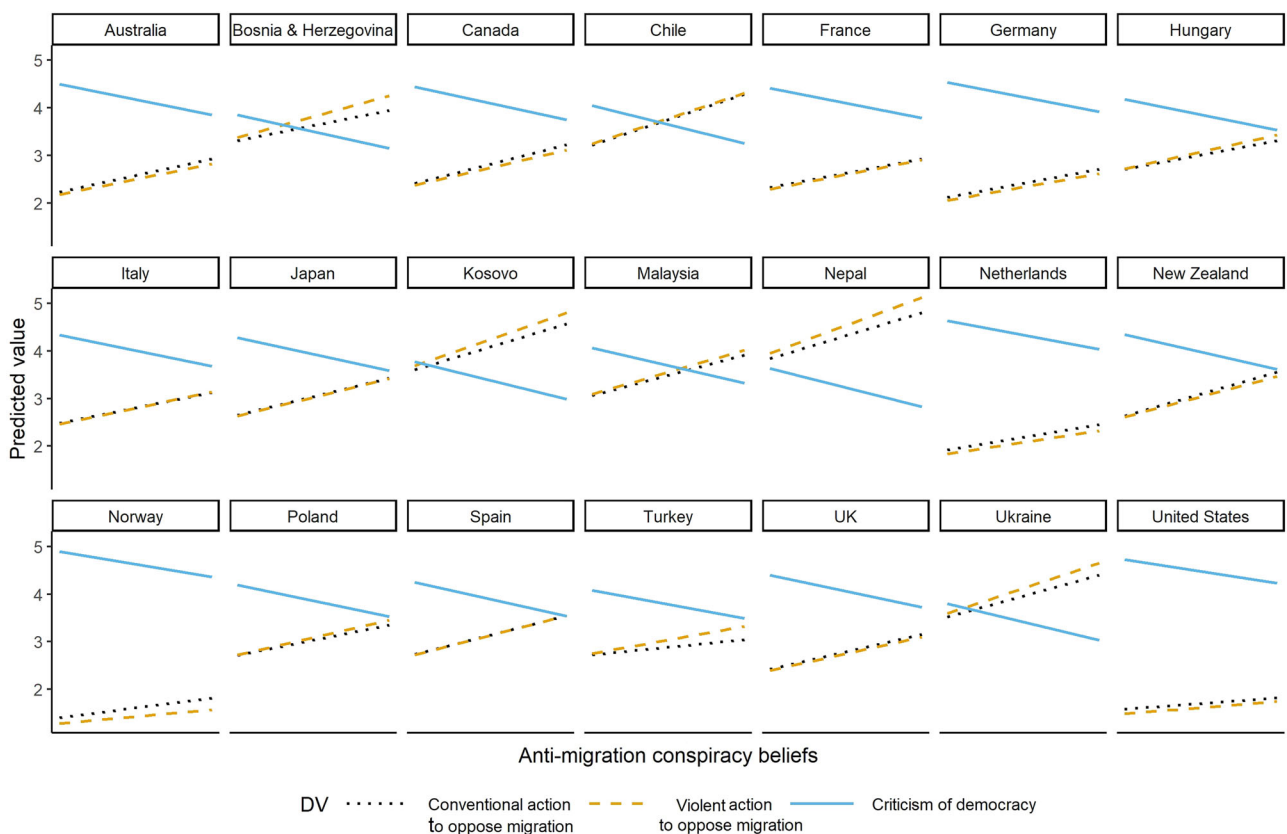 Australia
Bosnia & Herzegovina
Canada
Chile
France
Germany
Hungary
5
4
3
2
Italy
Japan
Kosovo
Malaysia
Nepal
Netherlands
New Zealand
5
4
3
2
Predicted value
Norway
Poland
Spain
Turkey
UK
Ukraine
United States
5
4
3
2
Anti-migration conspiracy beliefs
DV
Conventional action
to oppose migration
Violent action
to oppose migration
Criticism of democracy